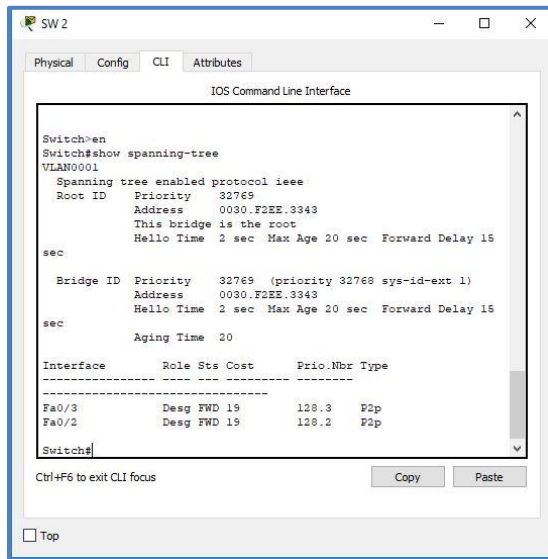 SW 2
Physical Config CLI Attributes
IOS Command Line Interface
Switch>en
Switch#show spanning-tree
VLAN0001
  Spanning tree enabled protocol ieee
  Root ID    Priority    32769
             Address     0030.F2EE.3343
             This bridge is the root
             Hello Time  2 sec  Max Age 20 sec  Forward Delay 15
sec
  Bridge ID  Priority    32769  (priority 32768 sys-id-ext 1)
             Address     0030.F2EE.3343
             Hello Time  2 sec  Max Age 20 sec  Forward Delay 15
sec
             Aging Time  20
Interface        Role Sts Cost      Prio.Nbr Type
---------------- ---- --- --------- --------
--------------------------------
Fa0/3            Desg FWD 19        128.3    P2p
Fa0/2            Desg FWD 19        128.2    P2p
Switch#
Ctrl+F6 to exit CLI focus Copy Paste
Top